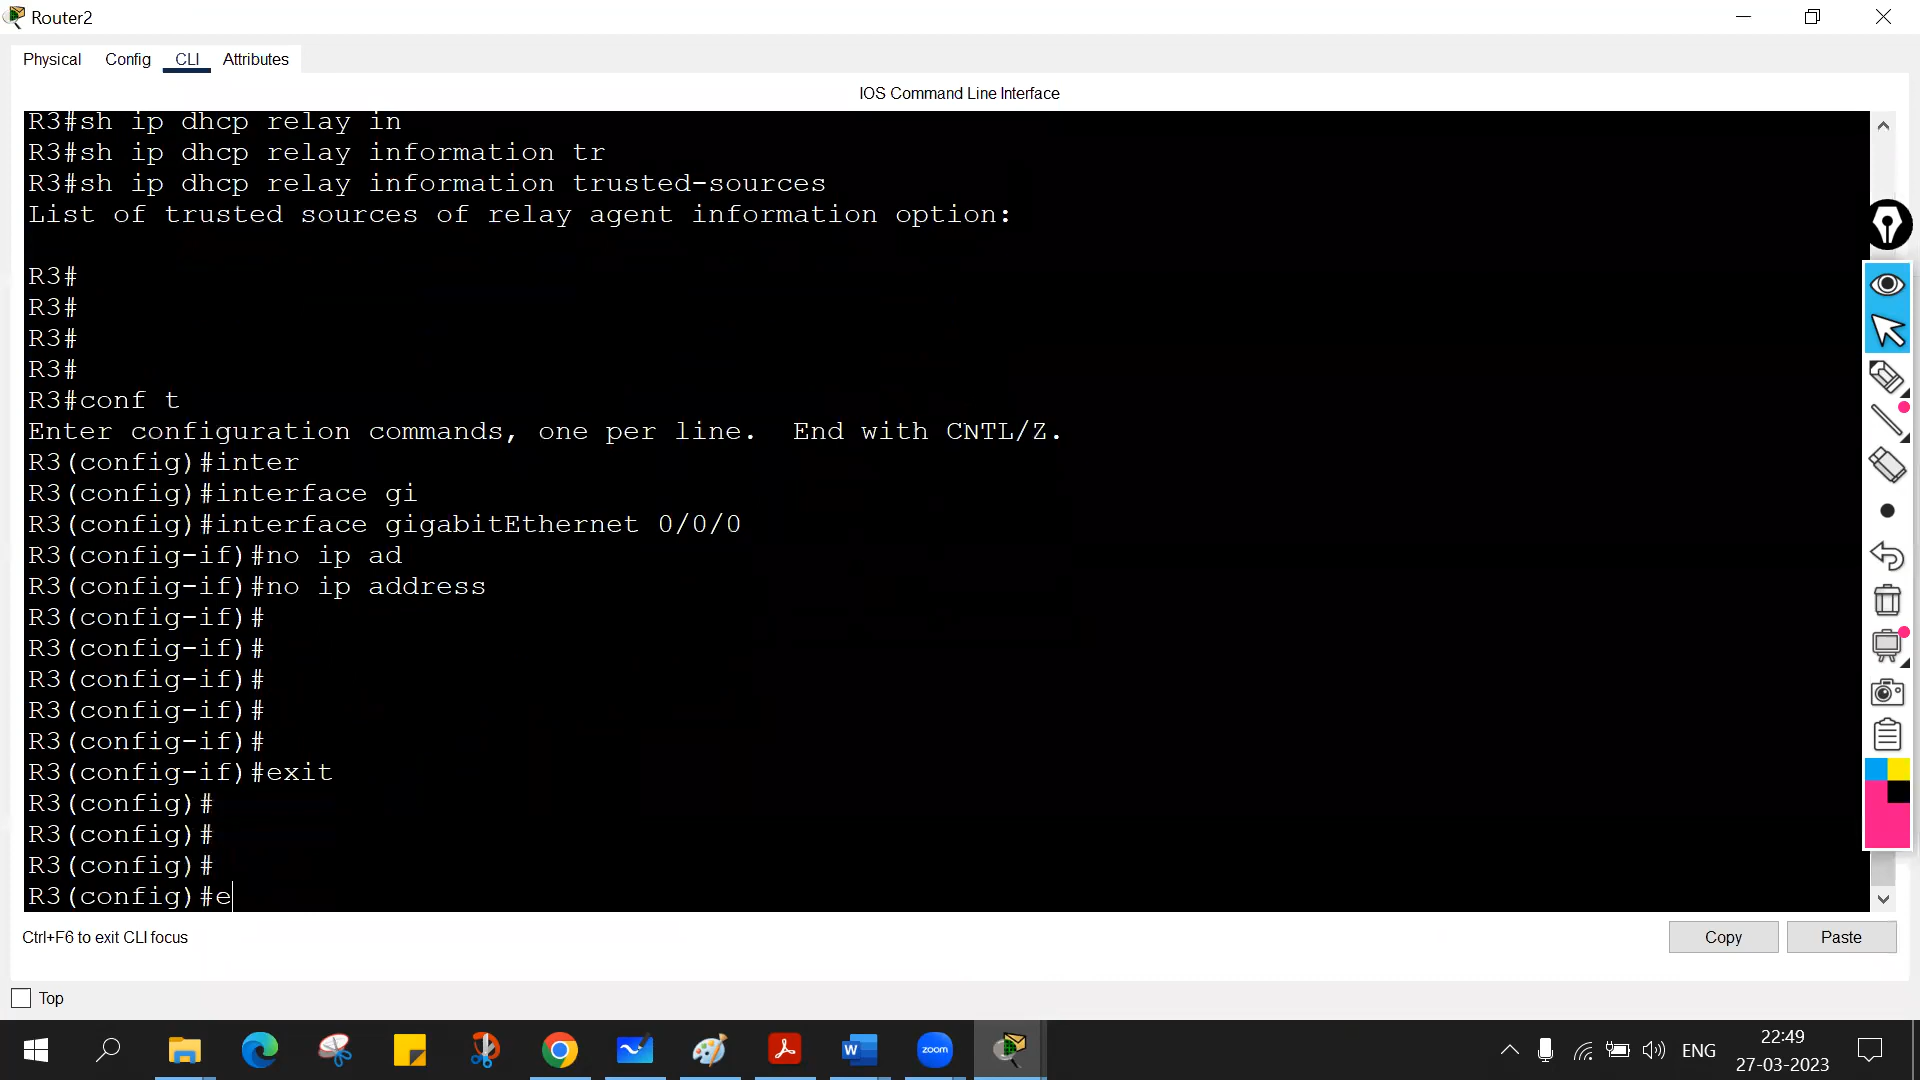 Router2
Physical Config CLI Attributes
IOS Command Line Interface
R3#sh ip dhcp relay in
R3#sh ip dhcp relay information tr
R3#sh ip dhcp relay information trusted-sources
List of trusted sources of relay agent information option:
R3#
R3#
R3#
R3#
R3#conf t
Enter configuration commands, one per line.  End with CNTL/Z.
R3(config)#inter
R3(config)#interface gi
R3(config)#interface gigabitEthernet 0/0/0
R3(config-if)#no ip ad
R3(config-if)#no ip address
R3(config-if)#
R3(config-if)#
R3(config-if)#
R3(config-if)#
R3(config-if)#
R3(config-if)#exit
R3(config)#
R3(config)#
R3(config)#
R3(config)#e
Ctrl+F6 to exit CLI focus
Copy Paste
Top
W zoom
ENG
22:49
27-03-2023